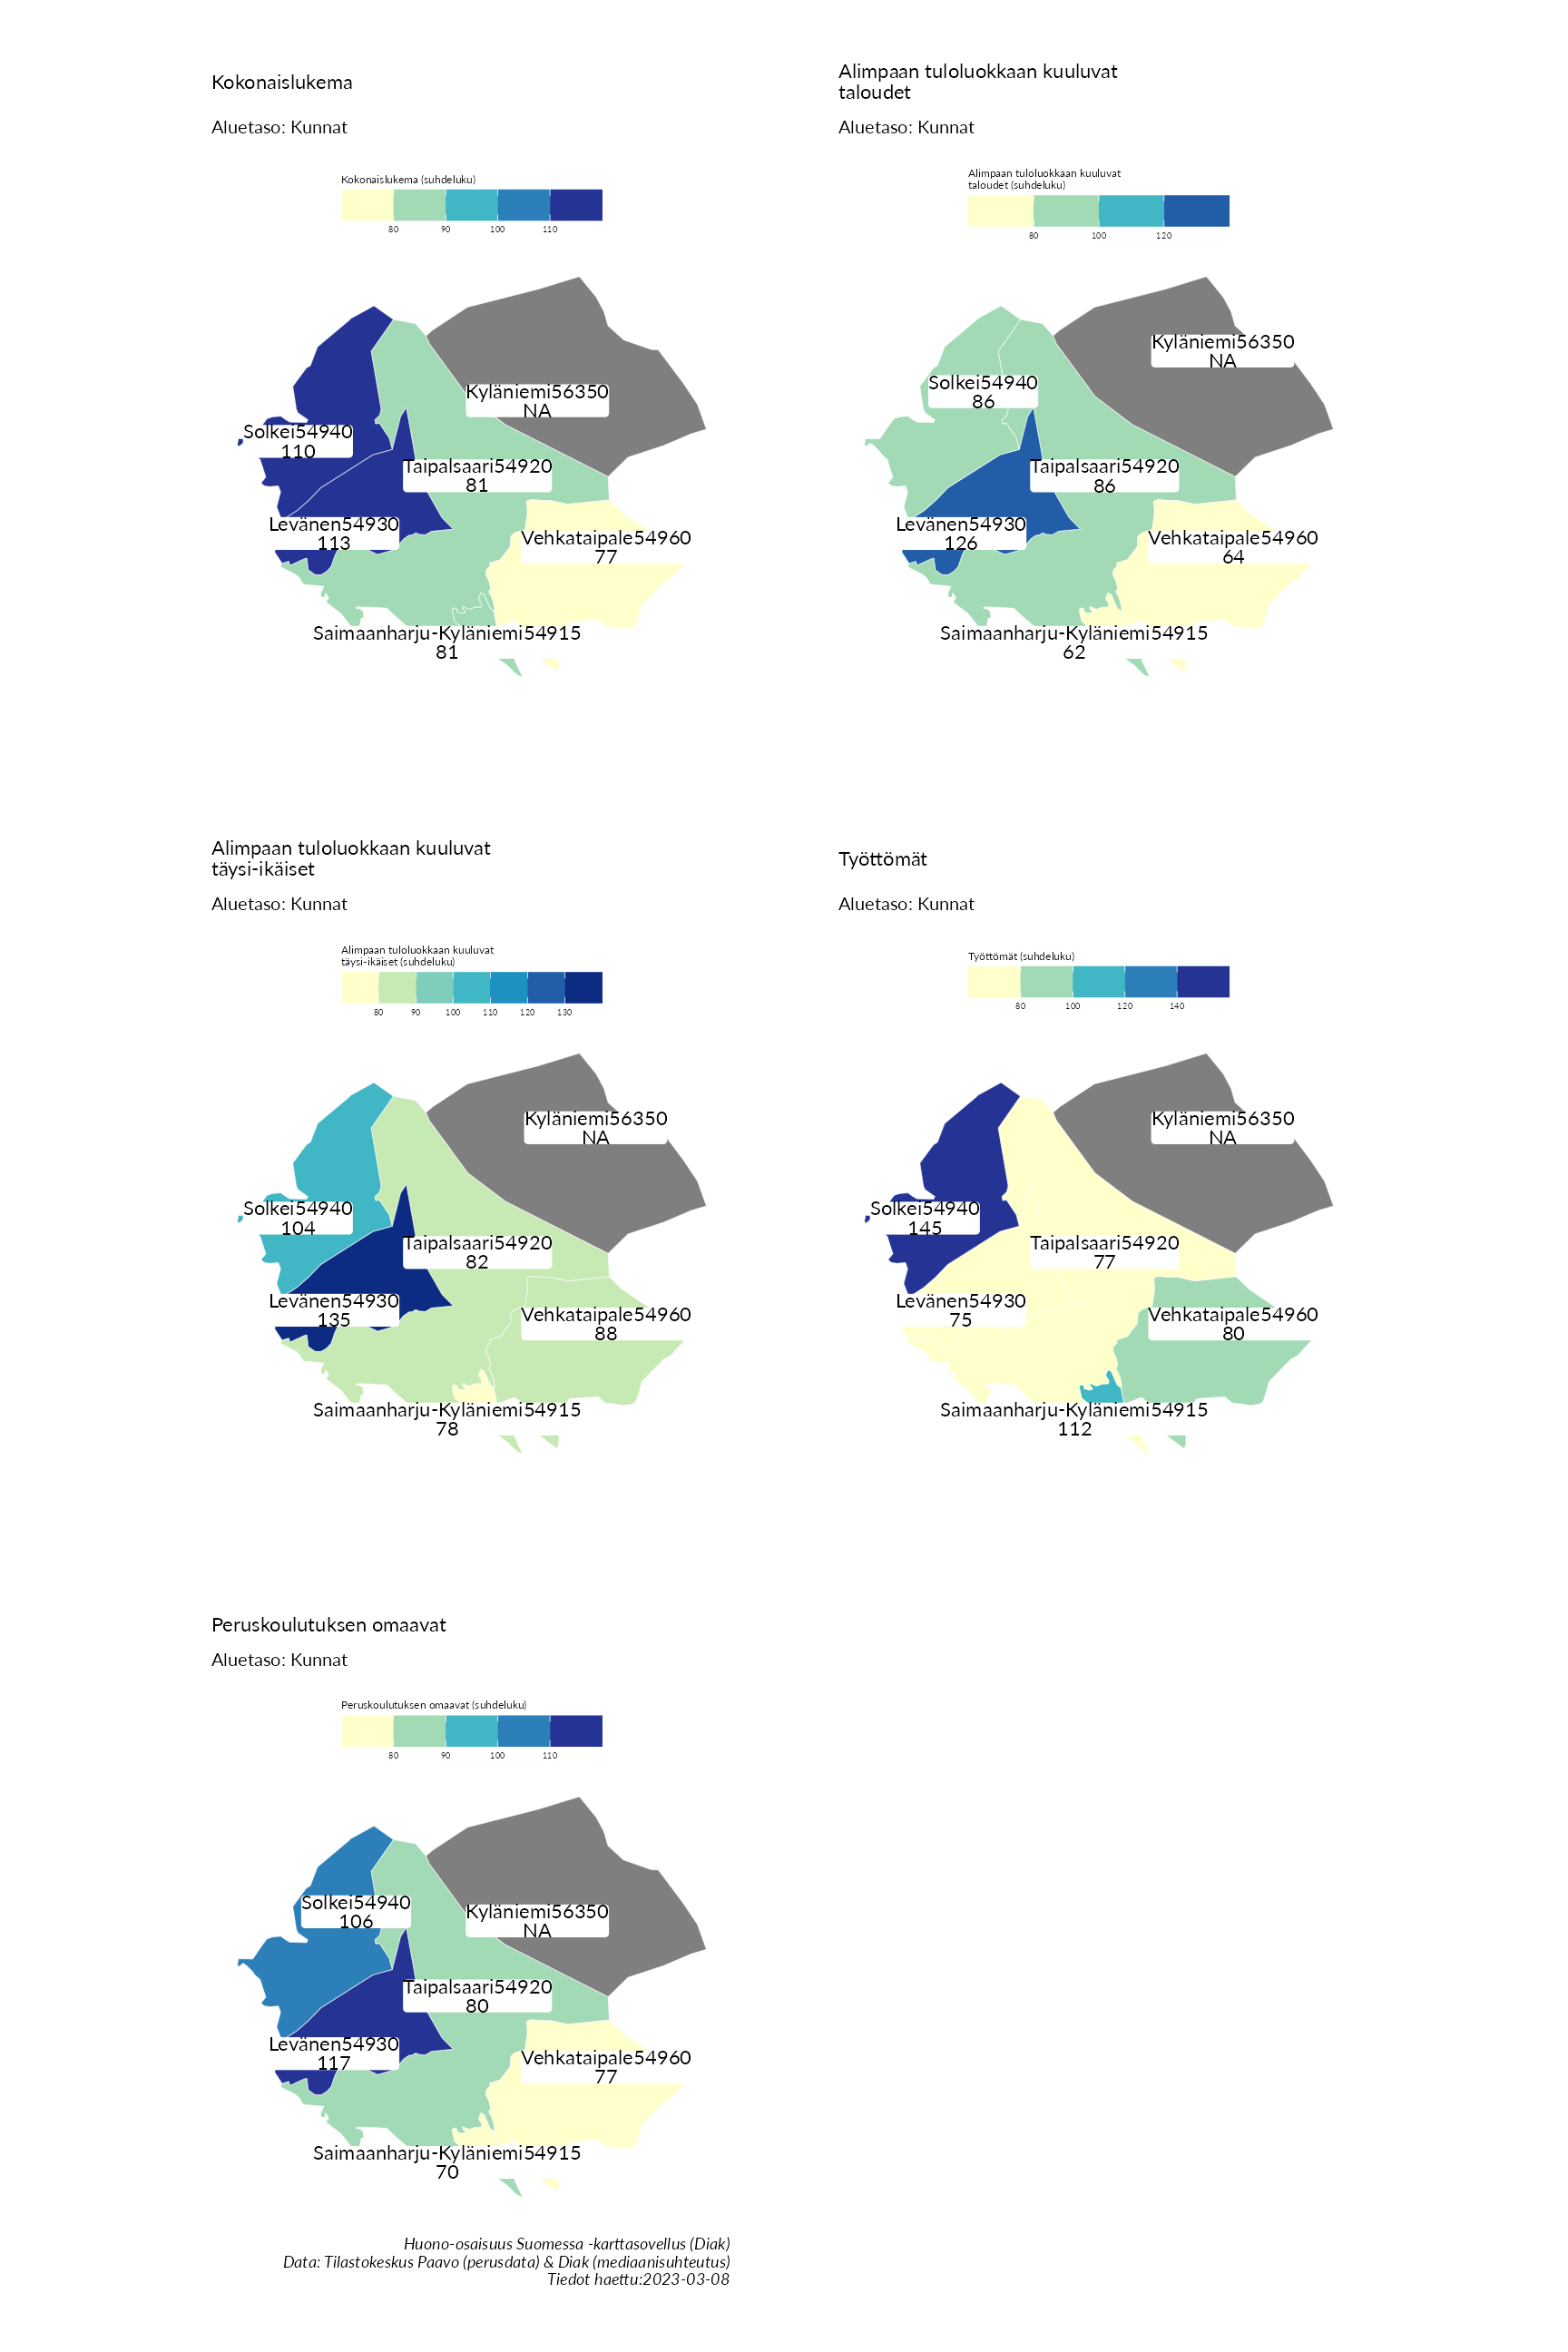 Kokonaislukema
Aluetaso: Kunnat
Kokonaislukema (suhdeluku)
80 90 100 110
Kyläniemi56350
NA
Solkei54940
110
Taipalsaari54920
81
Levänen54930
113
Vehkataipale54960
77
Saimaanharju-Kyläniemi54915
81
Alimpaan tuloluokkaan kuuluvat
taloudet
Aluetaso: Kunnat
Alimpaan tuloluokkaan kuuluvat
taloudet (suhdeluku)
80 100 120
Kyläniemi56350
NA
Solkei54940
86
Taipalsaari54920
86
Levänen54930
126
Vehkataipale54960
64
Saimaanharju-Kyläniemi54915
62
Alimpaan tuloluokkaan kuuluvat
täysi-ikäiset
Aluetaso: Kunnat
Alimpaan tuloluokkaan kuuluvat
täysi-ikäiset (suhdeluku)
80 90 100 110 120 130
Kyläniemi56350
NA
Solkei54940
104
Taipalsaari54920
82
Levänen54930
135
Vehkataipale54960
88
Saimaanharju-Kyläniemi54915
78
Työttömät
Aluetaso: Kunnat
Työttömät (suhdeluku)
80 100 120 140
Kyläniemi56350
NA
Solkei54940
145
Taipalsaari54920
77
Levänen54930
75
Vehkataipale54960
80
Saimaanharju-Kyläniemi54915
112
Peruskoulutuksen omaavat
Aluetaso: Kunnat
Peruskoulutuksen omaavat (suhdeluku)
80 90 100 110
Solkei54940
106
Kyläniemi56350
NA
Taipalsaari54920
80
Levänen54930
117
Vehkataipale54960
77
Saimaanharju-Kyläniemi54915
70
Huono-osaisuus Suomessa -karttasovellus (Diak)
Data: Tilastokeskus Paavo (perusdata) & Diak (mediaanisuhteutus)
Tiedot haettu:2023-03-08